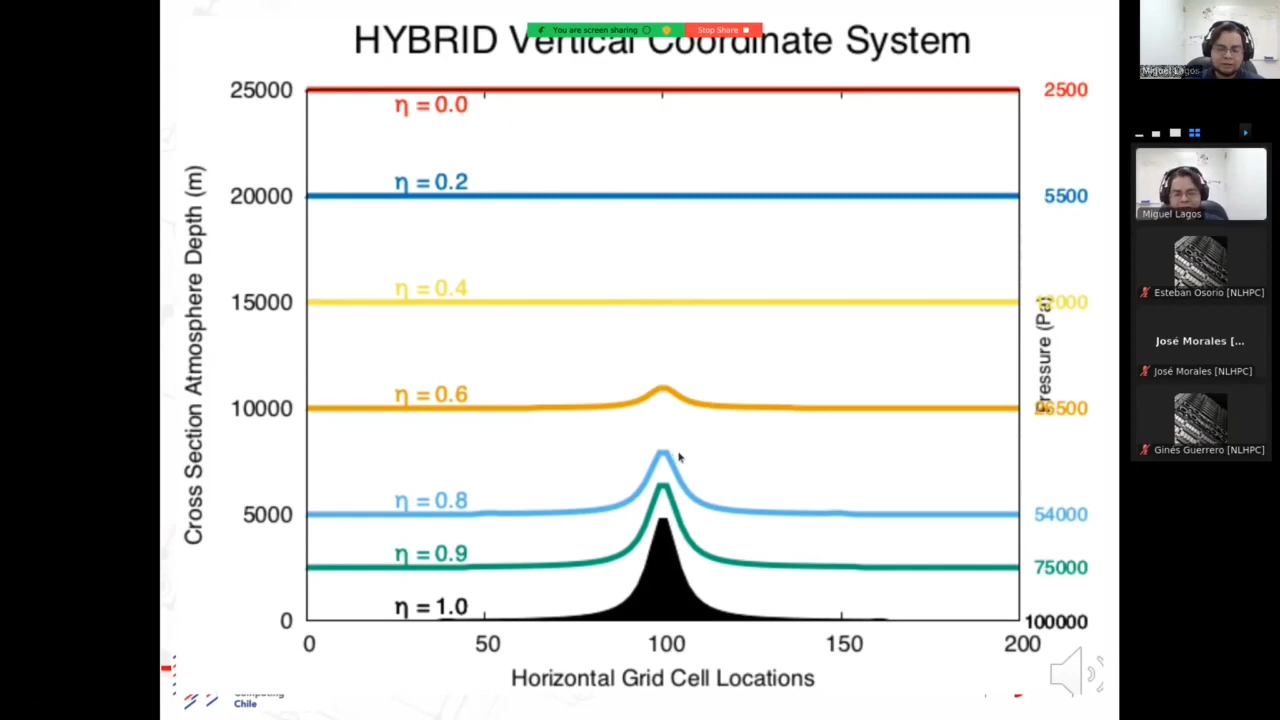 You are screen sharing
Stop Share
HYBRID Vertical Coordinate System
25000
20000
15000
10000
5000
0
Cross Section Atmosphere Depth (m)
η = 0.0
η = 0.2
η = 0.4
η = 0.6
η = 0.8
η = 0.9
η = 1.0
2500
5500
12000
26500
54000
75000
100000
Pressure (Pa)
0
50
100
150
200
Horizontal Grid Cell Locations
Computing
Chile
Miguel Lagos
Miguel Lagos
Esteban Osorio [NLHPC]
José Morales [...
José Morales [NLHPC]
Ginés Guerrero [NLHPC]